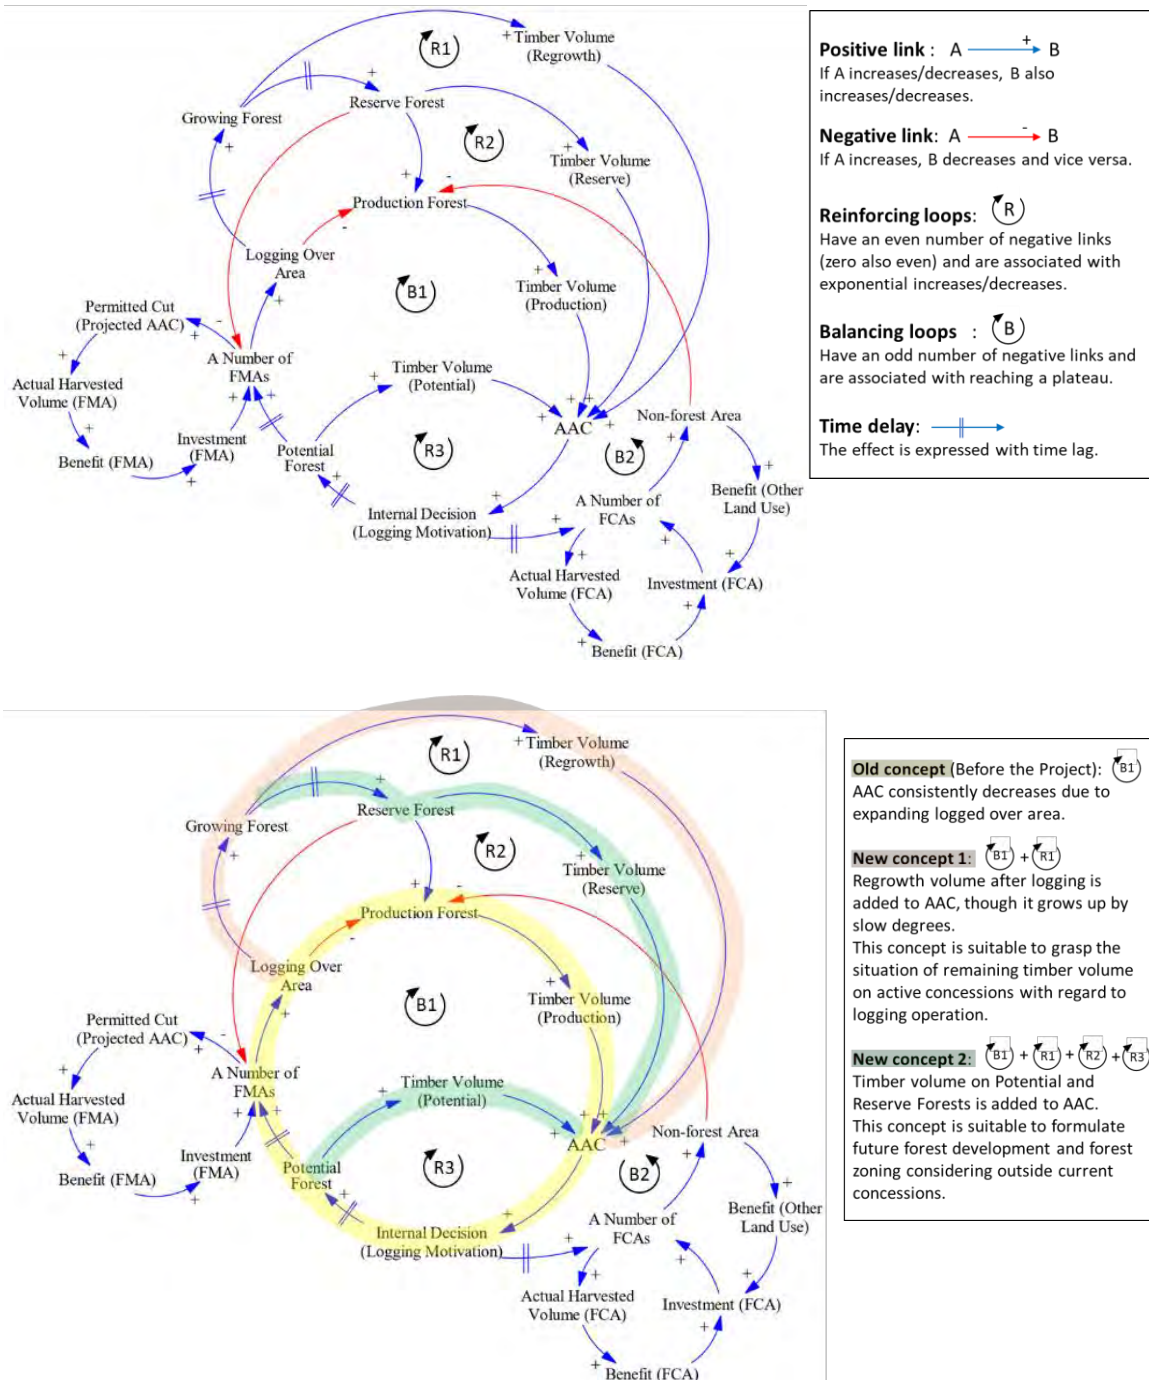 R1
+ Timber Volume
(Regrowth)
Reserve Forest
Growing Forest
R2
Timber Volume
(Reserve)
Production Forest
Logging Over
Area
Timber Volume
(Production)
B1
Permitted Cut
(Projected AAC)
A Number of
FMAs
Timber Volume
(Potential)
Actual Harvested
Volume (FMA)
AAC
Non-forest Area
Investment
(FMA)
Potential
Forest
R3
B2
Benefit (FMA)
Benefit (Other
Land Use)
Internal Decision
(Logging Motivation)
A Number of
FCAs
Actual Harvested
Volume (FCA)
Investment (FCA)
Benefit (FCA)
Positive link : A + B
If A increases/decreases, B also
increases/decreases.
Negative link: A - B
If A increases, B decreases and vice versa.
Reinforcing loops: R
Have an even number of negative links
(zero also even) and are associated with
exponential increases/decreases.
Balancing loops : B
Have an odd number of negative links and
are associated with reaching a plateau.
Time delay:
The effect is expressed with time lag.
R1
+ Timber Volume
(Regrowth)
Reserve Forest
Growing Forest
R2
Timber Volume
(Reserve)
Production Forest
Logging Over
Area
Timber Volume
(Production)
B1
Permitted Cut
(Projected AAC)
A Number of
FMAs
Timber Volume
(Potential)
Actual Harvested
Volume (FMA)
AAC
Non-forest Area
Investment
(FMA)
Potential
Forest
R3
B2
Benefit (FMA)
Benefit (Other
Land Use)
Internal Decision
(Logging Motivation)
A Number of
FCAs
Actual Harvested
Volume (FCA)
Investment (FCA)
Benefit (FCA)
Old concept (Before the Project): B1
AAC consistently decreases due to
expanding logged over area.
New concept 1: B1 + R1
Regrowth volume after logging is
added to AAC, though it grows up by
slow degrees.
This concept is suitable to grasp the
situation of remaining timber volume
on active concessions with regard to
logging operation.
New concept 2: B1 + R1 + R2 + R3
Timber volume on Potential and
Reserve Forests is added to AAC.
This concept is suitable to formulate
future forest development and forest
zoning considering outside current
concessions.